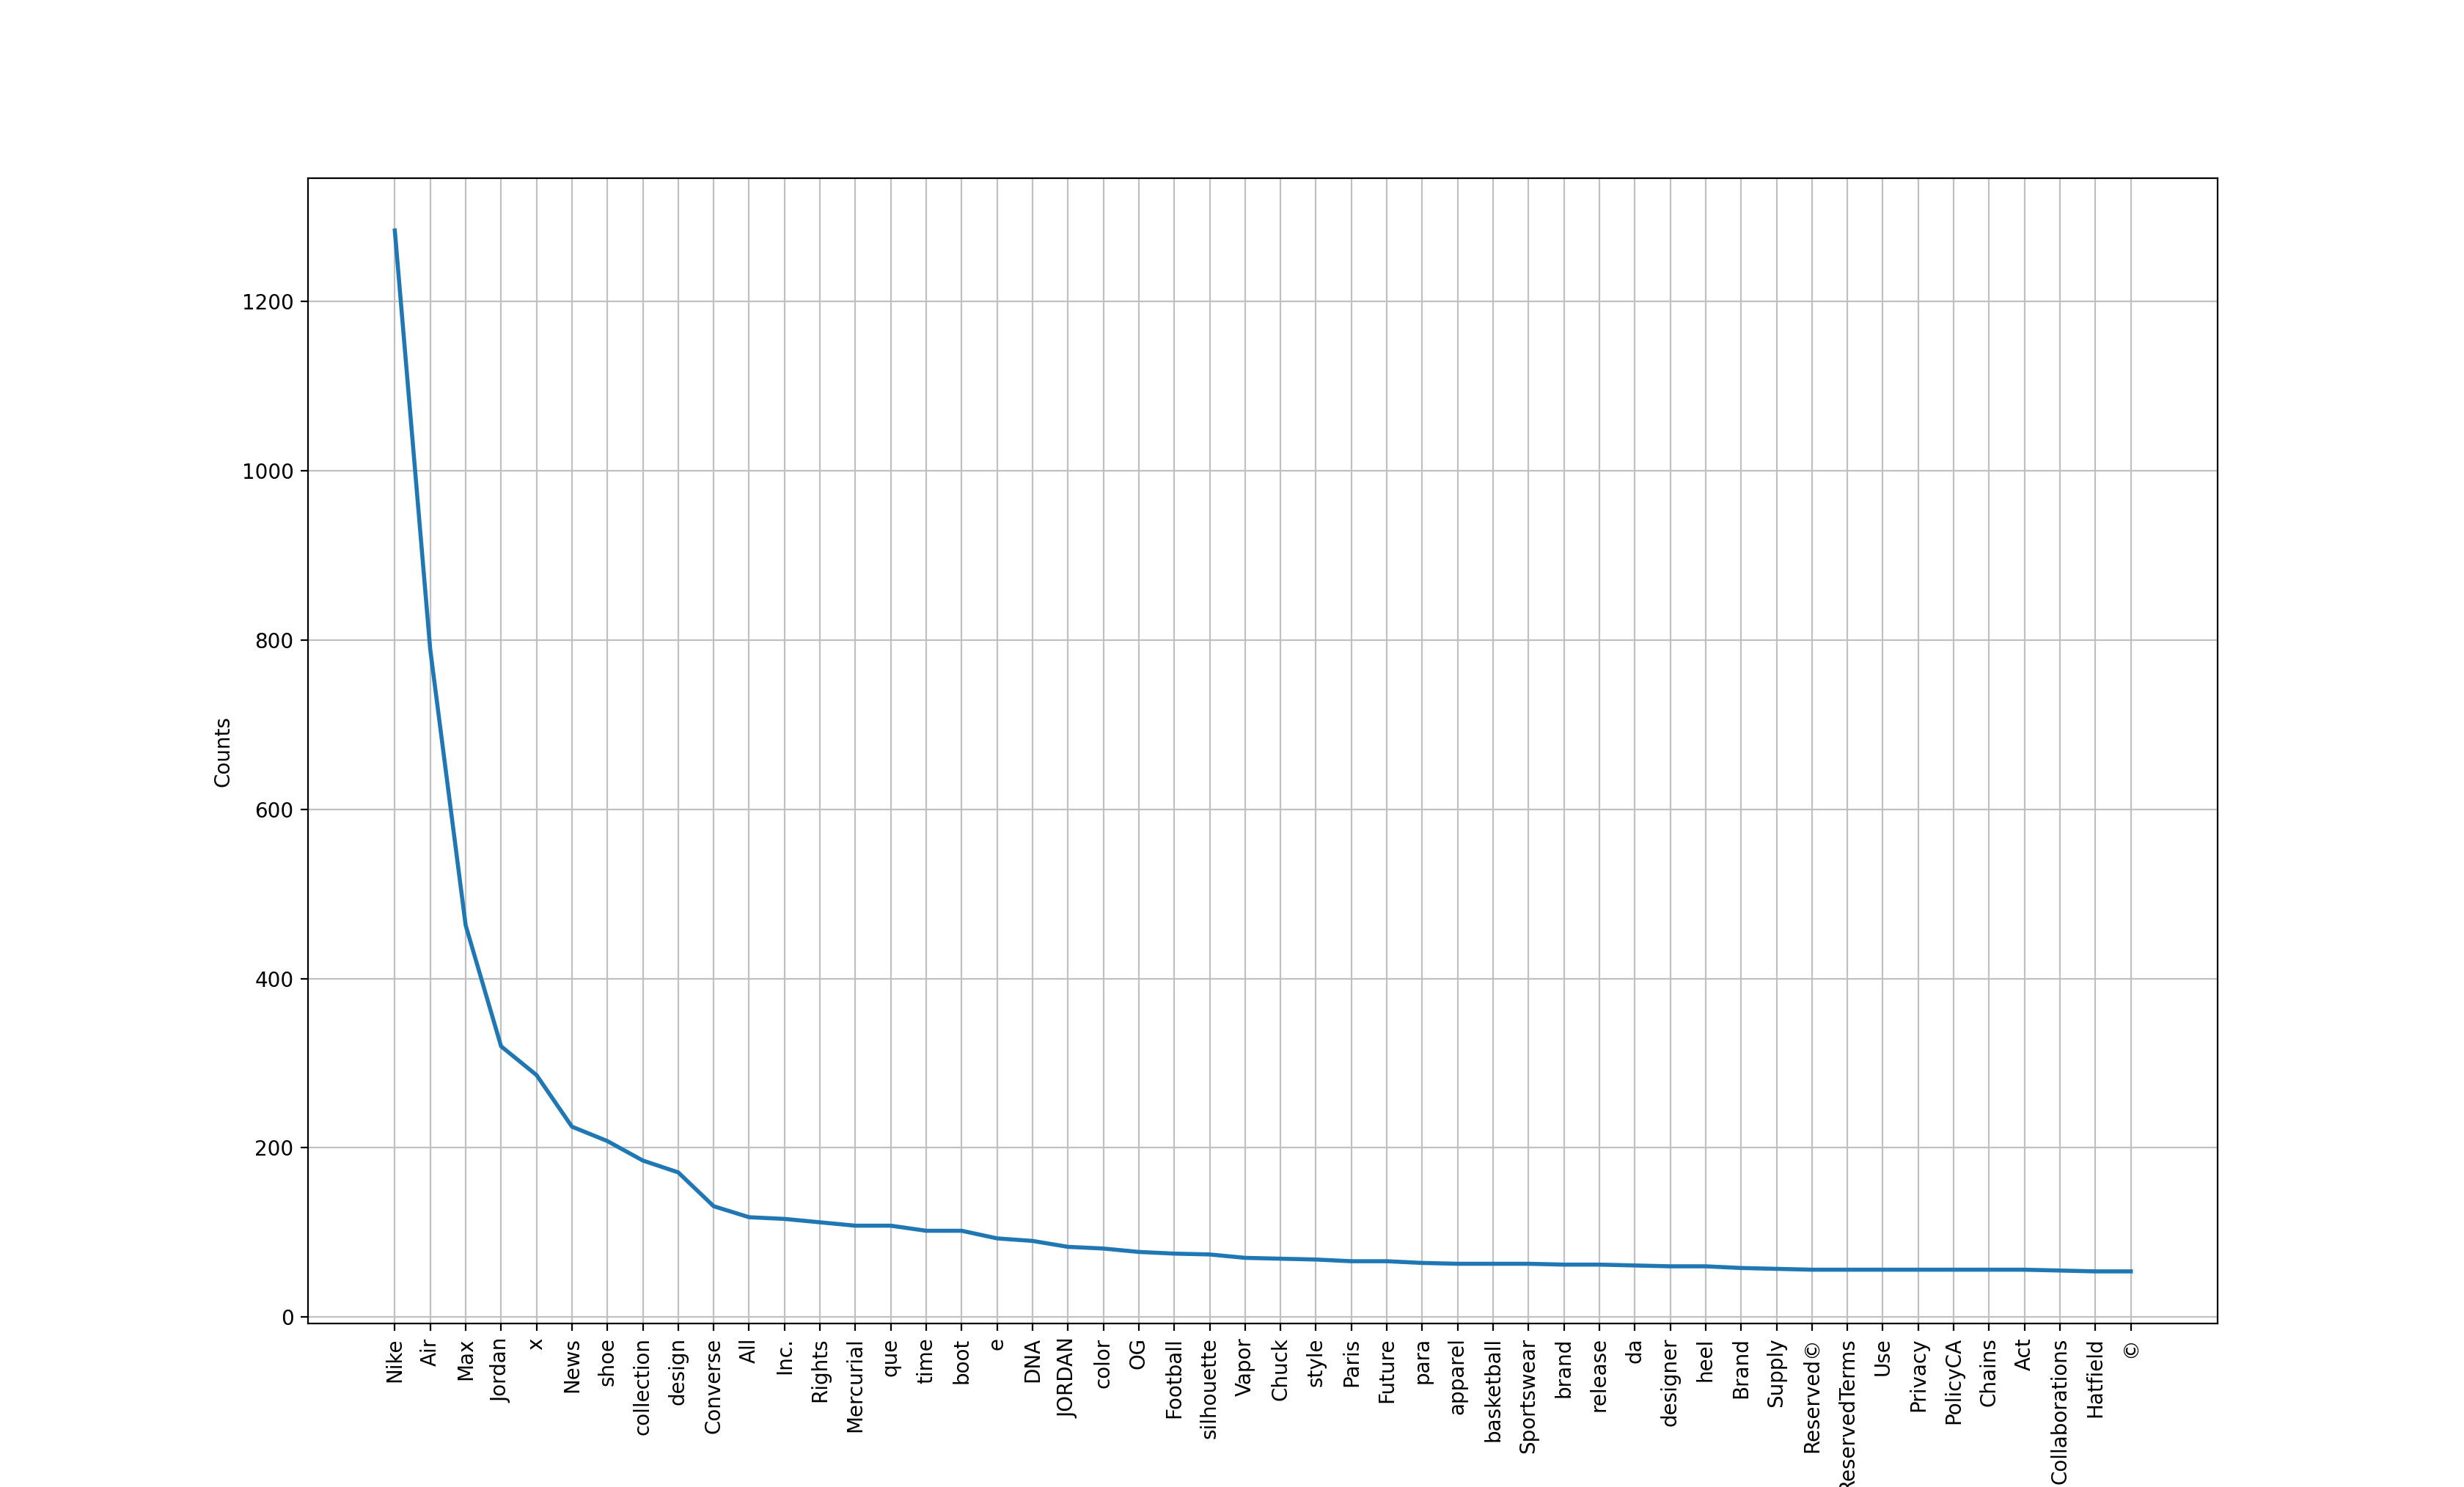 1200
1000
800
600
400
200
0
Counts
Nike
Air
Max
Jordan
x
News
shoe
collection
design
Converse
All
Inc.
Rights
Mercurial
que
time
boot
e
DNA
JORDAN
color
OG
Football
silhouette
Vapor
Chuck
style
Paris
Future
para
apparel
basketball
Sportswear
brand
release
da
designer
heel
Brand
Supply
Reserved©
ReservedTerms
Use
Privacy
PolicyCA
Chains
Act
Collaborations
Hatfield
©